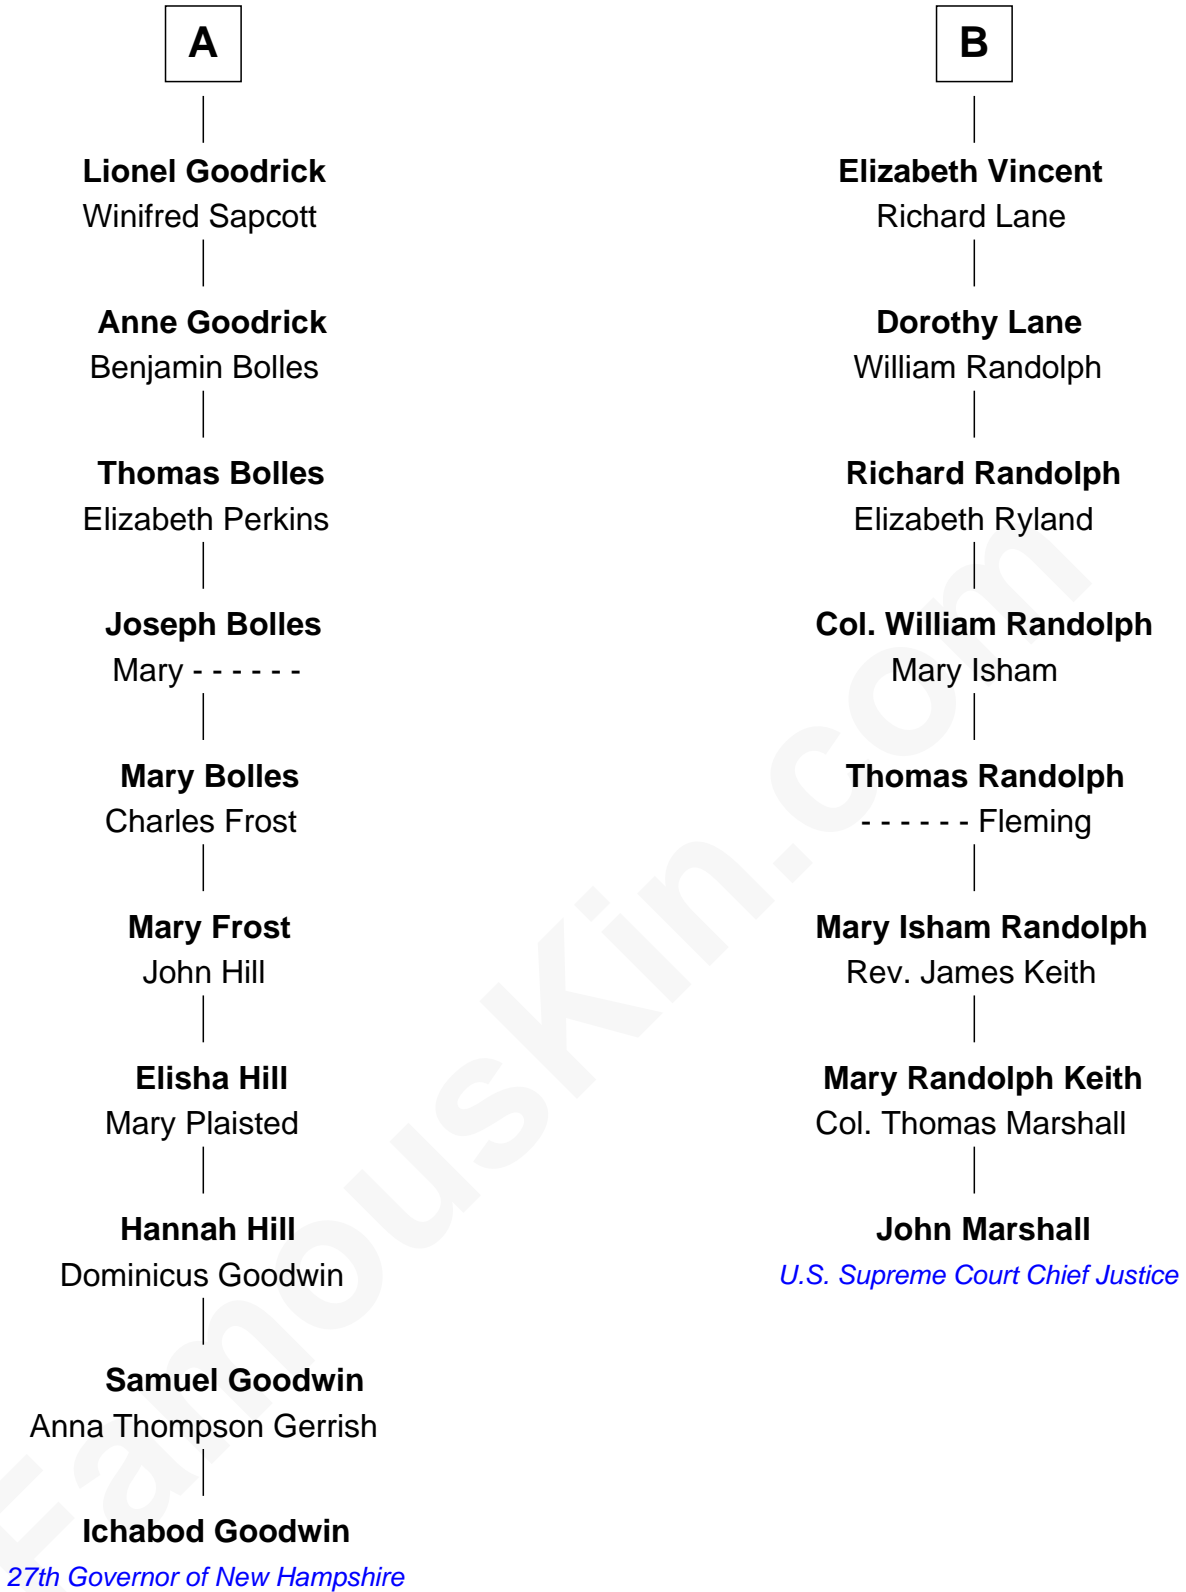 A
Lionel Goodrick
Winifred Sapcott
Anne Goodrick
Benjamin Bolles
Thomas Bolles
Elizabeth Perkins
Joseph Bolles
Mary - - - - - -
Mary Bolles
Charles Frost
Mary Frost
John Hill
Elisha Hill
Mary Plaisted
Hannah Hill
Dominicus Goodwin
Samuel Goodwin
Anna Thompson Gerrish
Ichabod Goodwin
27th Governor of New Hampshire
B
Elizabeth Vincent
Richard Lane
Dorothy Lane
William Randolph
Richard Randolph
Elizabeth Ryland
Col. William Randolph
Mary Isham
Thomas Randolph
- - - - - - Fleming
Mary Isham Randolph
Rev. James Keith
Mary Randolph Keith
Col. Thomas Marshall
John Marshall
U.S. Supreme Court Chief Justice
FamousKin.com